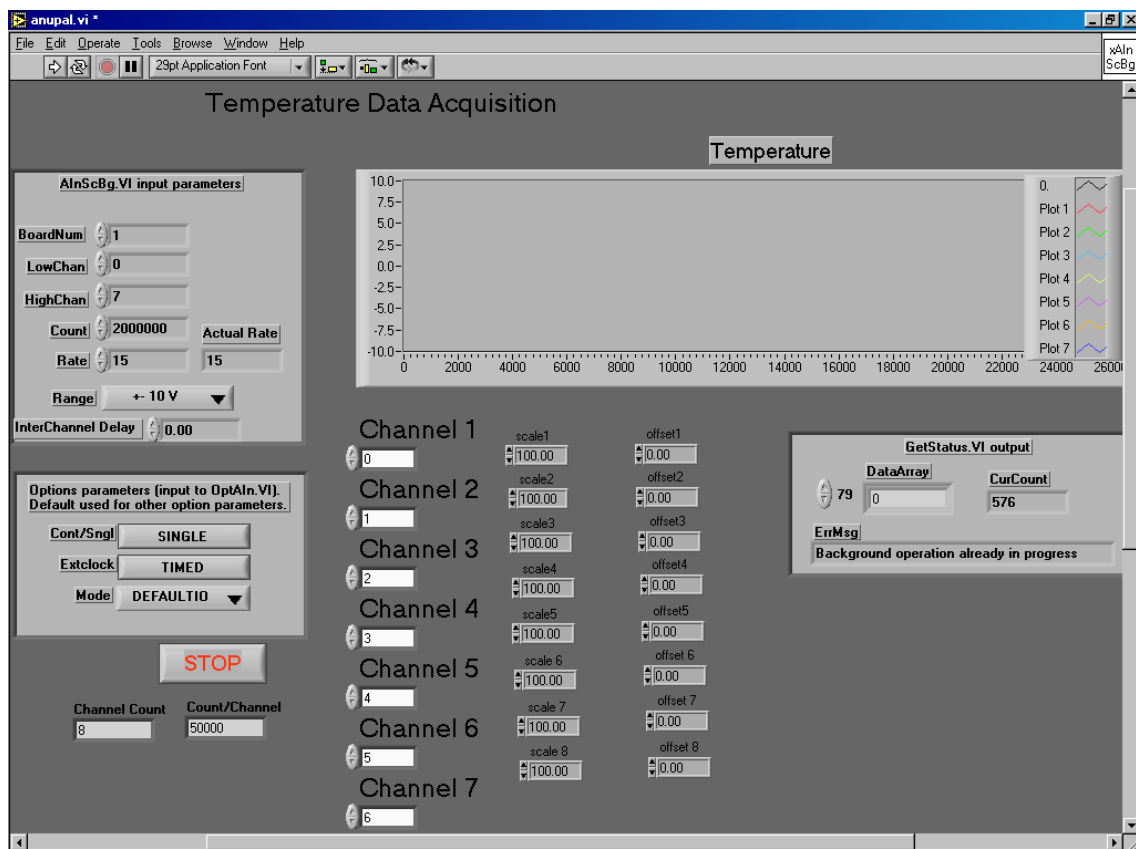 anupal.vi *
File Edit Operate Tools Browse Window Help
29pt Application Font
xAIn
ScBg
Temperature Data Acquisition
Temperature
AInScBg.VI input parameters
BoardNum 1
LowChan 0
HighChan 7
Count 2000000
Actual Rate
Rate 15 15
Range +- 10 V
InterChannel Delay 0.00
10.0
7.5
5.0
2.5
0.0
-2.5
-5.0
-7.5
-10.0
0 2000 4000 6000 8000 10000 12000 14000 16000 18000 20000 22000 24000 26000
0.
Plot 1
Plot 2
Plot 3
Plot 4
Plot 5
Plot 6
Plot 7
Options parameters (input to OptAIn.VI).
Default used for other option parameters.
Cont/Sngl SINGLE
Extclock TIMED
Mode DEFAULTIO
STOP
Channel Count Count/Channel
8 50000
Channel 1
0
Channel 2
1
Channel 3
2
Channel 4
3
Channel 5
4
Channel 6
5
Channel 7
6
scale1 offset1
100.00 0.00
scale2 offset2
100.00 0.00
scale3 offset3
100.00 0.00
scale4 offset4
100.00 0.00
scale5 offset5
100.00 0.00
scale 6 offset 6
100.00 0.00
scale 7 offset 7
100.00 0.00
scale 8 offset 8
100.00 0.00
GetStatus.VI output
DataArray CurCount
79 0 576
ErrMsg
Background operation already in progress